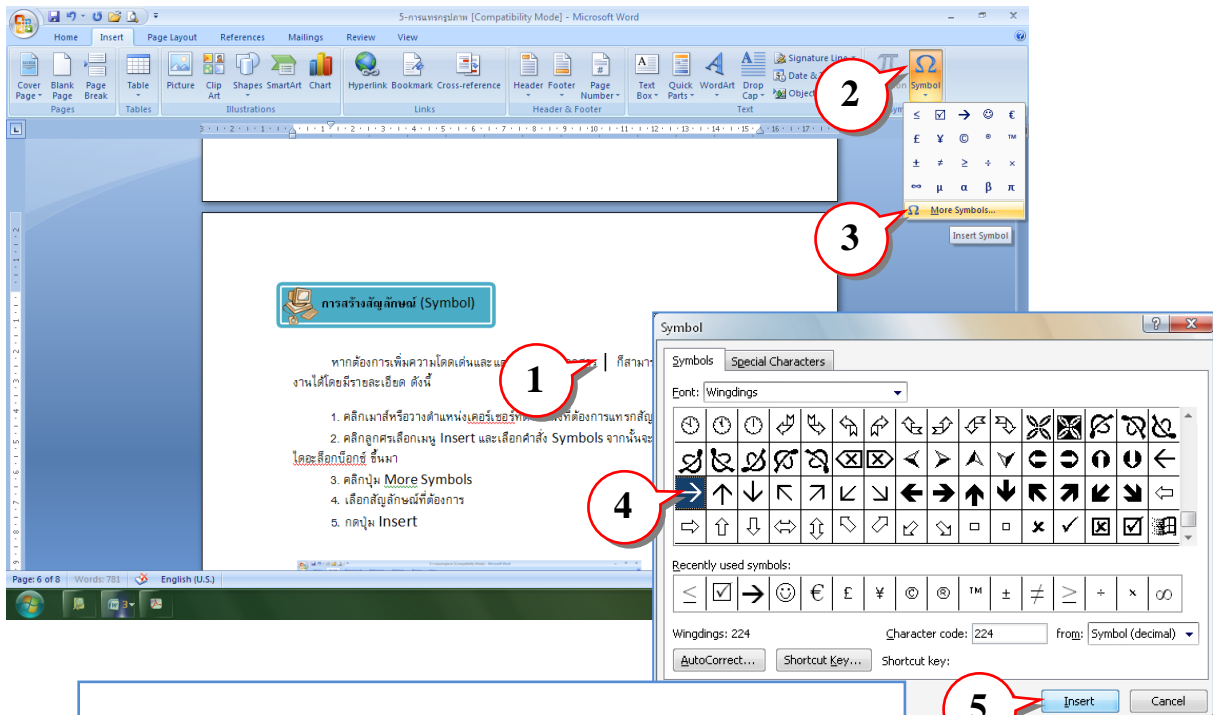 5-การแทรกรูปภาพ [Compatibility Mode] - Microsoft Word
Home Insert Page Layout References Mailings Review View
Cover Page Blank Page Page Break Table Picture Clip Art Shapes SmartArt Chart Hyperlink Bookmark Cross-reference Header Footer Page Number Text Box Quick Parts WordArt Drop Cap Signature Line Date & Object Symbol
Pages Tables Illustrations Links Header & Footer Text
2
≤ ☑ → ☺ €
£ ¥ © ® ™
± ≠ ≥ ÷ ×
∞ µ α β π
Ω More Symbols...
Insert Symbol
3
การสร้างสัญลักษณ์ (Symbol)
หากต้องการเพิ่มความโดดเด่นและ ก็สามาร
งานได้โดยมีรายละเอียด ดังนี้
1
1. คลิกเมาส์หรือวางตำแหน่งเคอร์เซอร์ ที่ต้องการแทรกสัญ
2. คลิกลูกศรเลือกเมนู Insert และเลือกคำสั่ง Symbols จากนั้นจะ
ไดอะล็อกบ็อกซ์ ขึ้นมา
3. คลิกปุ่ม More Symbols
4. เลือกสัญลักษณ์ที่ต้องการ
5. กดปุ่ม Insert
Page: 6 of 8 Words: 781 English (U.S.)
Symbol
Symbols Special Characters
Font: Wingdings
4
Recently used symbols:
≤ ☑ → ☺ € £ ¥ © ® ™ ± ≠ ≥ ÷ × ∞
Wingdings: 224 Character code: 224 from: Symbol (decimal)
AutoCorrect... Shortcut Key... Shortcut key:
5
Insert Cancel